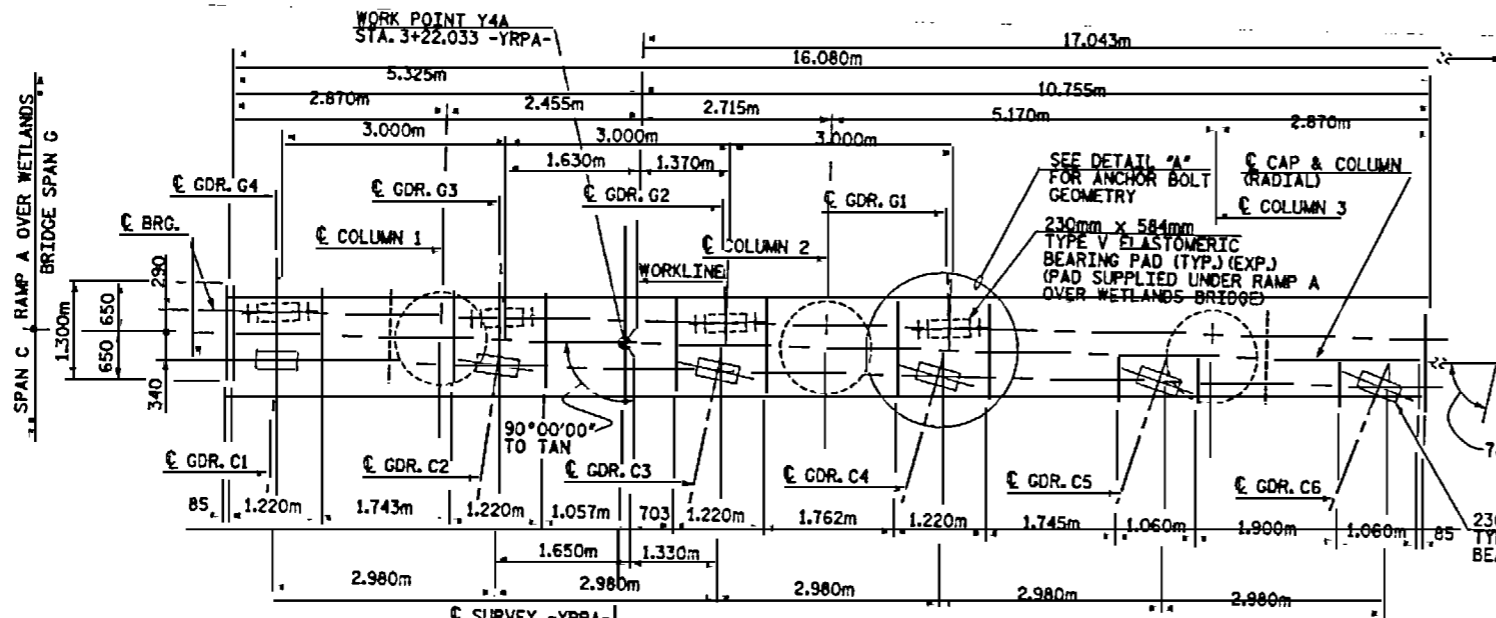 WORK POINT Y4A
STA. 3+22.033 -YRPA-
17.043m
16.080m
5.325m
10.755m
2.870m
2.455m
2.715m
5.170m
2.870m
3.000m
3.000m
3.000m
1.630m
1.370m
SEE DETAIL "A"
FOR ANCHOR BOLT
GEOMETRY
℄ CAP & COLUMN
(RADIAL)
℄ GDR. G4
℄ GDR. G3
℄ GDR. G2
℄ GDR. G1
℄ COLUMN 3
℄ BRG.
℄ COLUMN 1
℄ COLUMN 2
WORKLINE
230mm x 584mm
TYPE V ELASTOMERIC
BEARING PAD (TYP.) (EXP.)
(PAD SUPPLIED UNDER RAMP A
OVER WETLANDS BRIDGE)
SPAN C
RAMP A OVER WETLANDS
BRIDGE SPAN G
290
1.300m
650
650
340
90°00'00"
TO TAN
℄ GDR. C1
℄ GDR. C2
℄ GDR. C3
℄ GDR. C4
℄ GDR. C5
℄ GDR. C6
85
1.220m
1.743m
1.220m
1.057m
703
1.220m
1.762m
1.220m
1.745m
1.060m
1.900m
1.060m
85
1.650m
1.330m
2.980m
2.980m
2.980m
2.980m
2.980m
℄ SURVEY -YRPA-